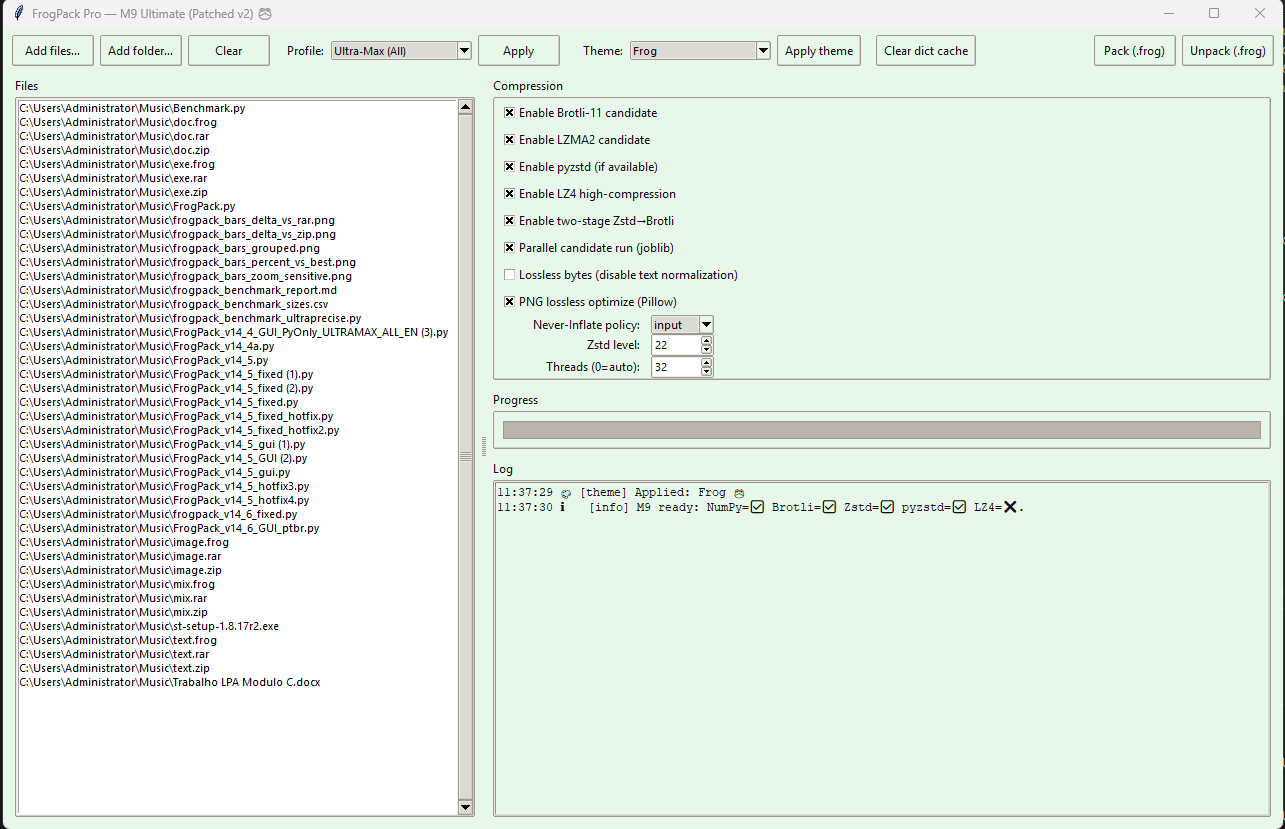 FrogPack Pro — M9 Ultimate (Patched v2) 🐸
Add files... Add folder... Clear Profile: Ultra-Max (All) Apply Theme: Frog Apply theme Clear dict cache Pack (.frog) Unpack (.frog)
Files
C:\Users\Administrator\Music\Benchmark.py
C:\Users\Administrator\Music\doc.frog
C:\Users\Administrator\Music\doc.rar
C:\Users\Administrator\Music\doc.zip
C:\Users\Administrator\Music\exe.frog
C:\Users\Administrator\Music\exe.rar
C:\Users\Administrator\Music\exe.zip
C:\Users\Administrator\Music\FrogPack.py
C:\Users\Administrator\Music\frogpack_bars_delta_vs_rar.png
C:\Users\Administrator\Music\frogpack_bars_delta_vs_zip.png
C:\Users\Administrator\Music\frogpack_bars_grouped.png
C:\Users\Administrator\Music\frogpack_bars_percent_vs_best.png
C:\Users\Administrator\Music\frogpack_bars_zoom_sensitive.png
C:\Users\Administrator\Music\frogpack_benchmark_report.md
C:\Users\Administrator\Music\frogpack_benchmark_sizes.csv
C:\Users\Administrator\Music\frogpack_benchmark_ultraprecise.py
C:\Users\Administrator\Music\FrogPack_v14_4_GUI_PyOnly_ULTRAMAX_ALL_EN (3).py
C:\Users\Administrator\Music\FrogPack_v14_4a.py
C:\Users\Administrator\Music\FrogPack_v14_5.py
C:\Users\Administrator\Music\FrogPack_v14_5_fixed (1).py
C:\Users\Administrator\Music\FrogPack_v14_5_fixed (2).py
C:\Users\Administrator\Music\FrogPack_v14_5_fixed.py
C:\Users\Administrator\Music\FrogPack_v14_5_fixed_hotfix.py
C:\Users\Administrator\Music\FrogPack_v14_5_fixed_hotfix2.py
C:\Users\Administrator\Music\FrogPack_v14_5_gui (1).py
C:\Users\Administrator\Music\FrogPack_v14_5_GUI (2).py
C:\Users\Administrator\Music\FrogPack_v14_5_gui.py
C:\Users\Administrator\Music\FrogPack_v14_5_hotfix3.py
C:\Users\Administrator\Music\FrogPack_v14_5_hotfix4.py
C:\Users\Administrator\Music\frogpack_v14_6_fixed.py
C:\Users\Administrator\Music\FrogPack_v14_6_GUI_ptbr.py
C:\Users\Administrator\Music\image.frog
C:\Users\Administrator\Music\image.rar
C:\Users\Administrator\Music\image.zip
C:\Users\Administrator\Music\mix.frog
C:\Users\Administrator\Music\mix.rar
C:\Users\Administrator\Music\mix.zip
C:\Users\Administrator\Music\st-setup-1.8.17r2.exe
C:\Users\Administrator\Music\text.frog
C:\Users\Administrator\Music\text.rar
C:\Users\Administrator\Music\text.zip
C:\Users\Administrator\Music\Trabalho LPA Modulo C.docx
Compression
Enable Brotli-11 candidate
Enable LZMA2 candidate
Enable pyzstd (if available)
Enable LZ4 high-compression
Enable two-stage Zstd→Brotli
Parallel candidate run (joblib)
Lossless bytes (disable text normalization)
PNG lossless optimize (Pillow)
Never-Inflate policy: input
Zstd level: 22
Threads (0=auto): 32
Progress
Log
11:37:29 🎨 [theme] Applied: Frog 🐸
11:37:30 ℹ [info] M9 ready: NumPy=✅ Brotli=✅ Zstd=✅ pyzstd=✅ LZ4=❌.